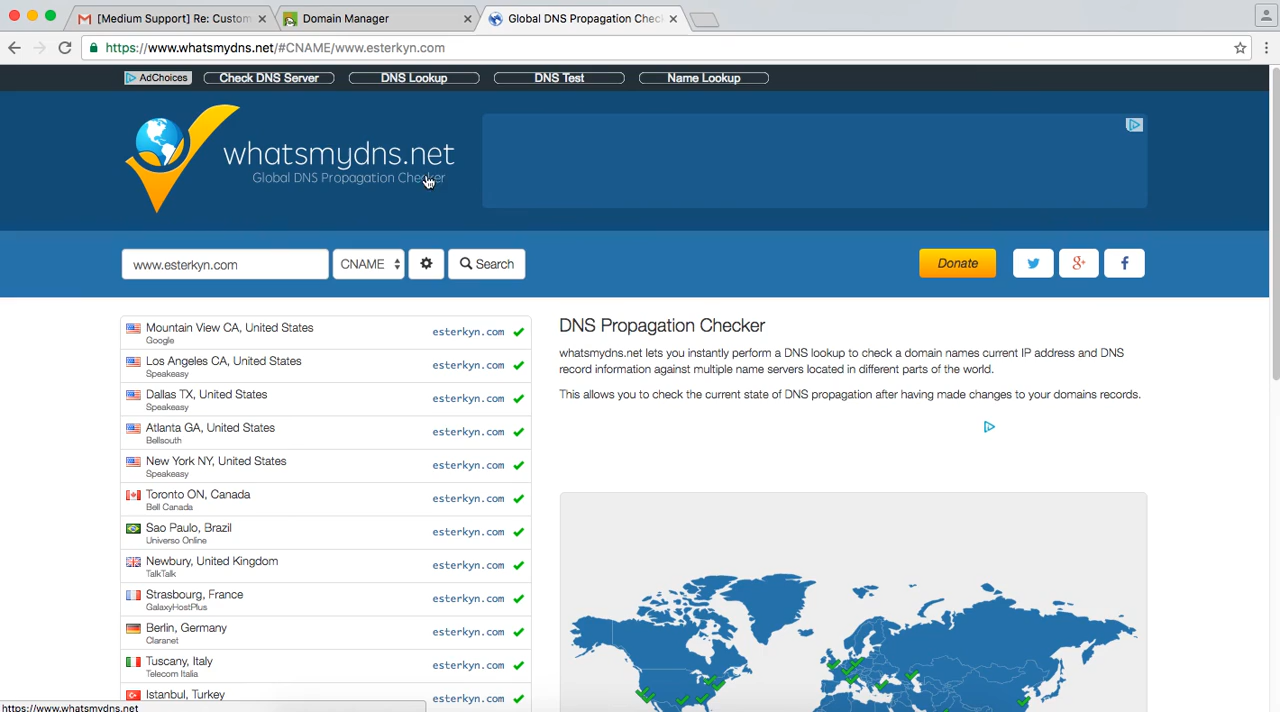 [Medium Support] Re: Custom
Domain Manager
Global DNS Propagation Chec
https://www.whatsmydns.net/#CNAME/www.esterkyn.com
AdChoices
Check DNS Server
DNS Lookup
DNS Test
Name Lookup
whatsmydns.net
Global DNS Propagation Checker
www.esterkyn.com
CNAME
Search
Donate
Mountain View CA, United States
Google
esterkyn.com
Los Angeles CA, United States
Speakeasy
esterkyn.com
Dallas TX, United States
Speakeasy
esterkyn.com
Atlanta GA, United States
Bellsouth
esterkyn.com
New York NY, United States
Speakeasy
esterkyn.com
Toronto ON, Canada
Bell Canada
esterkyn.com
Sao Paulo, Brazil
Universo Online
esterkyn.com
Newbury, United Kingdom
TalkTalk
esterkyn.com
Strasbourg, France
GalaxyHostPlus
esterkyn.com
Berlin, Germany
Claranet
esterkyn.com
Tuscany, Italy
Telecom Italia
esterkyn.com
Istanbul, Turkey
esterkyn.com
DNS Propagation Checker
whatsmydns.net lets you instantly perform a DNS lookup to check a domain names current IP address and DNS
record information against multiple name servers located in different parts of the world.
This allows you to check the current state of DNS propagation after having made changes to your domains records.
https://www.whatsmydns.net